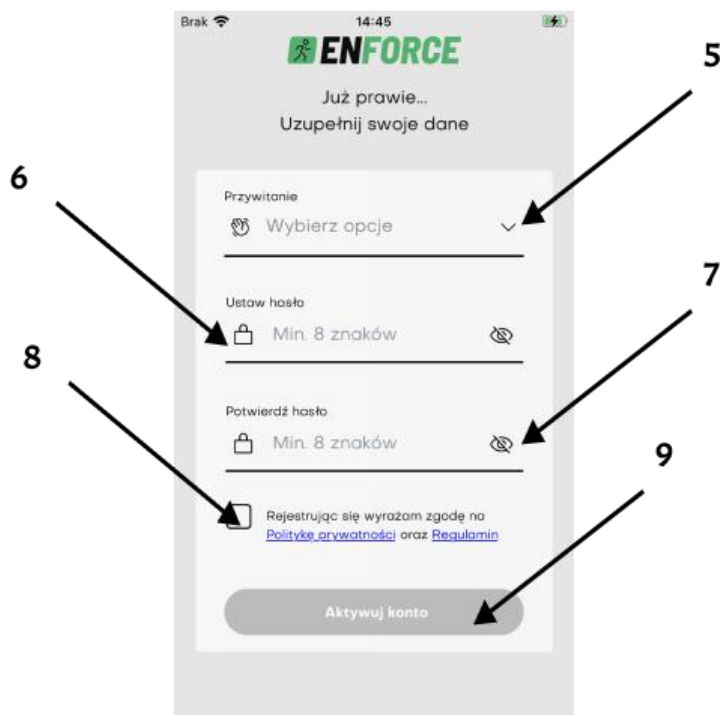 Brak 14:45
ENFORCE
5
Już prawie...
Uzupełnij swoje dane
6
Przywitanie
Wybierz opcje
7
Ustaw hasło
Min. 8 znaków
8
Potwierdź hasło
Min. 8 znaków
9
Rejestrując się wyrażam zgodę na
Politykę prywatności oraz Regulamin
Aktywuj konto